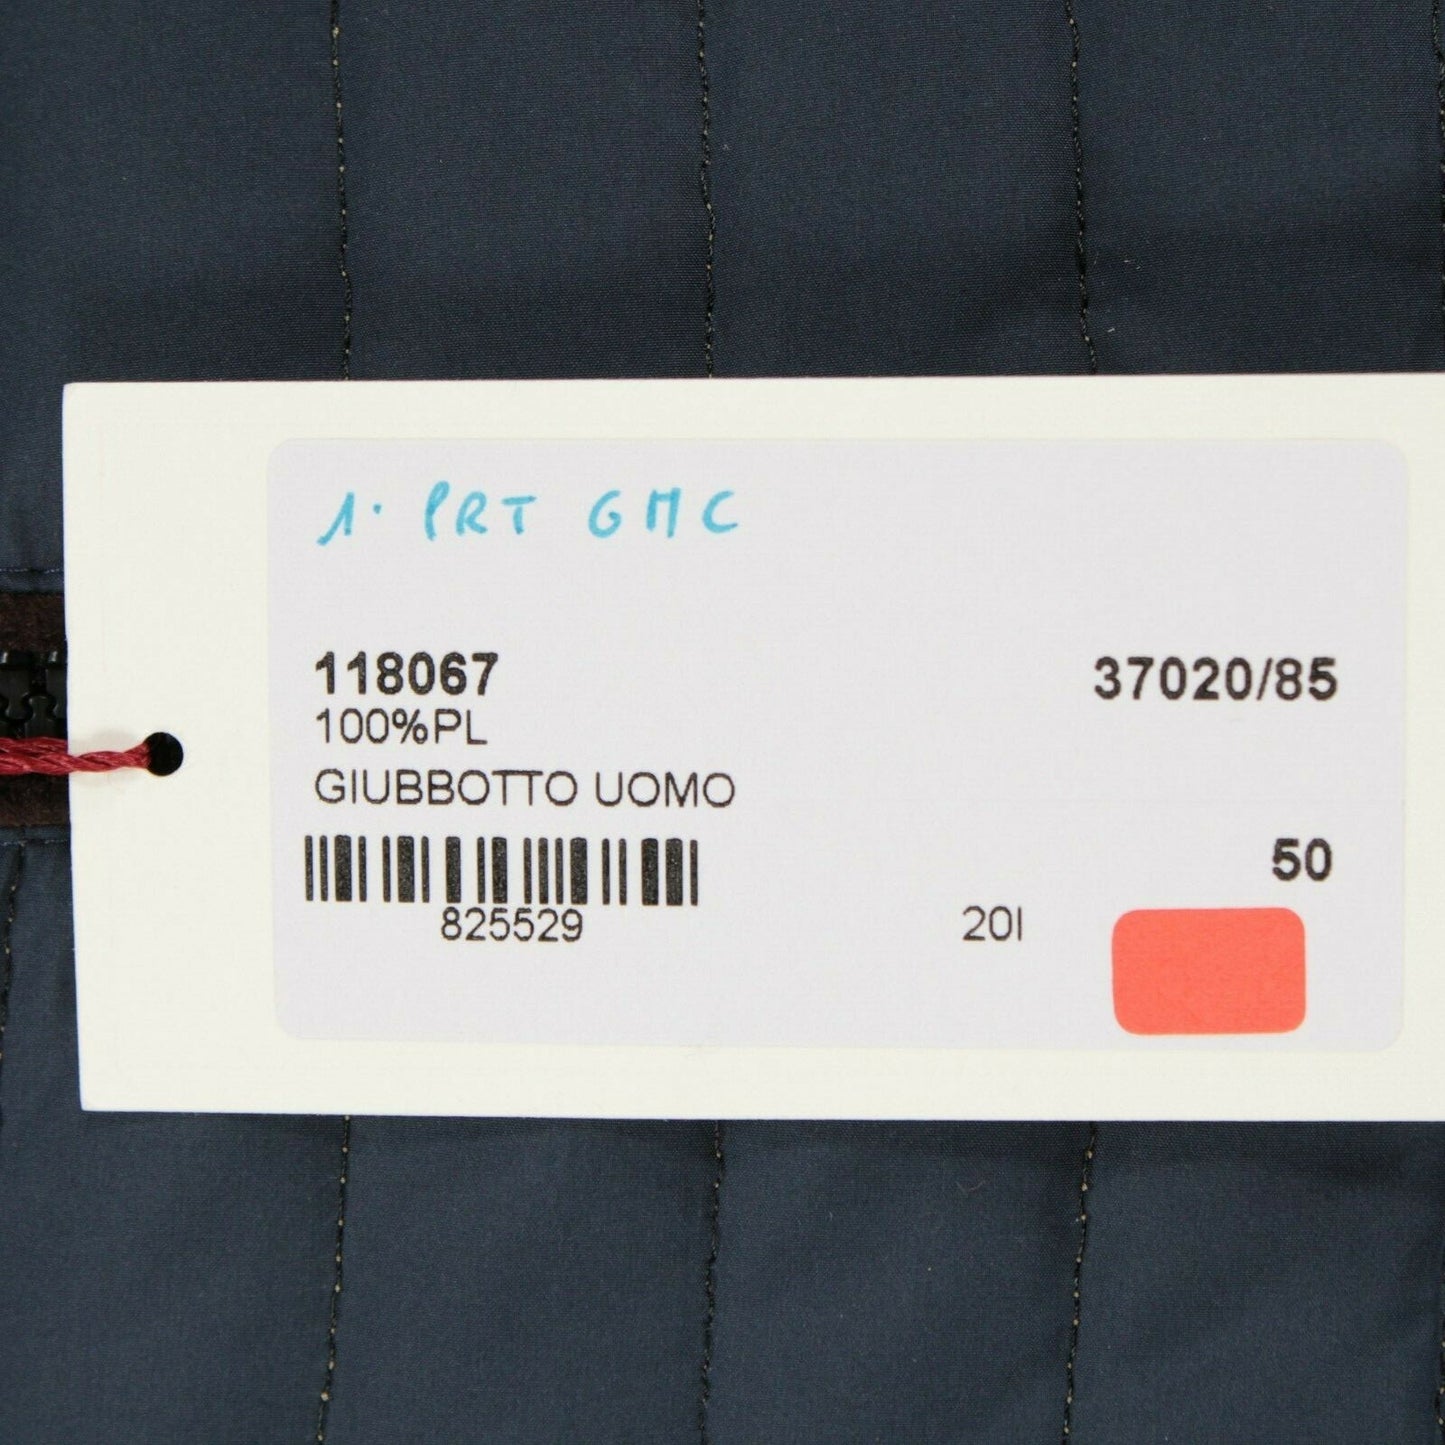 1. PRT GMC
118067 37020/85
100%PL
GIUBBOTTO UOMO
50
825529 20I